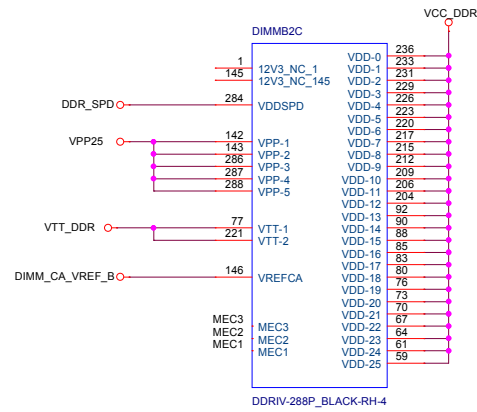 VCC_DDR
DIMMB2C
1 12V3_NC_1
145 12V3_NC_145
DDR_SPD 284 VDDSPD
VPP25 142 VPP-1
143 VPP-2
286 VPP-3
287 VPP-4
288 VPP-5
VTT_DDR 77 VTT-1
221 VTT-2
DIMM_CA_VREF_B 146 VREFCA
MEC3 MEC3
MEC2 MEC2
MEC1 MEC1
VDD-0 236
VDD-1 233
VDD-2 231
VDD-3 229
VDD-4 226
VDD-5 223
VDD-6 220
VDD-7 217
VDD-8 215
VDD-9 212
VDD-10 209
VDD-11 206
VDD-12 204
VDD-13 92
VDD-14 90
VDD-15 88
VDD-16 85
VDD-17 83
VDD-18 80
VDD-19 76
VDD-20 73
VDD-21 70
VDD-22 67
VDD-23 64
VDD-24 61
VDD-25 59
DDRIV-288P_BLACK-RH-4